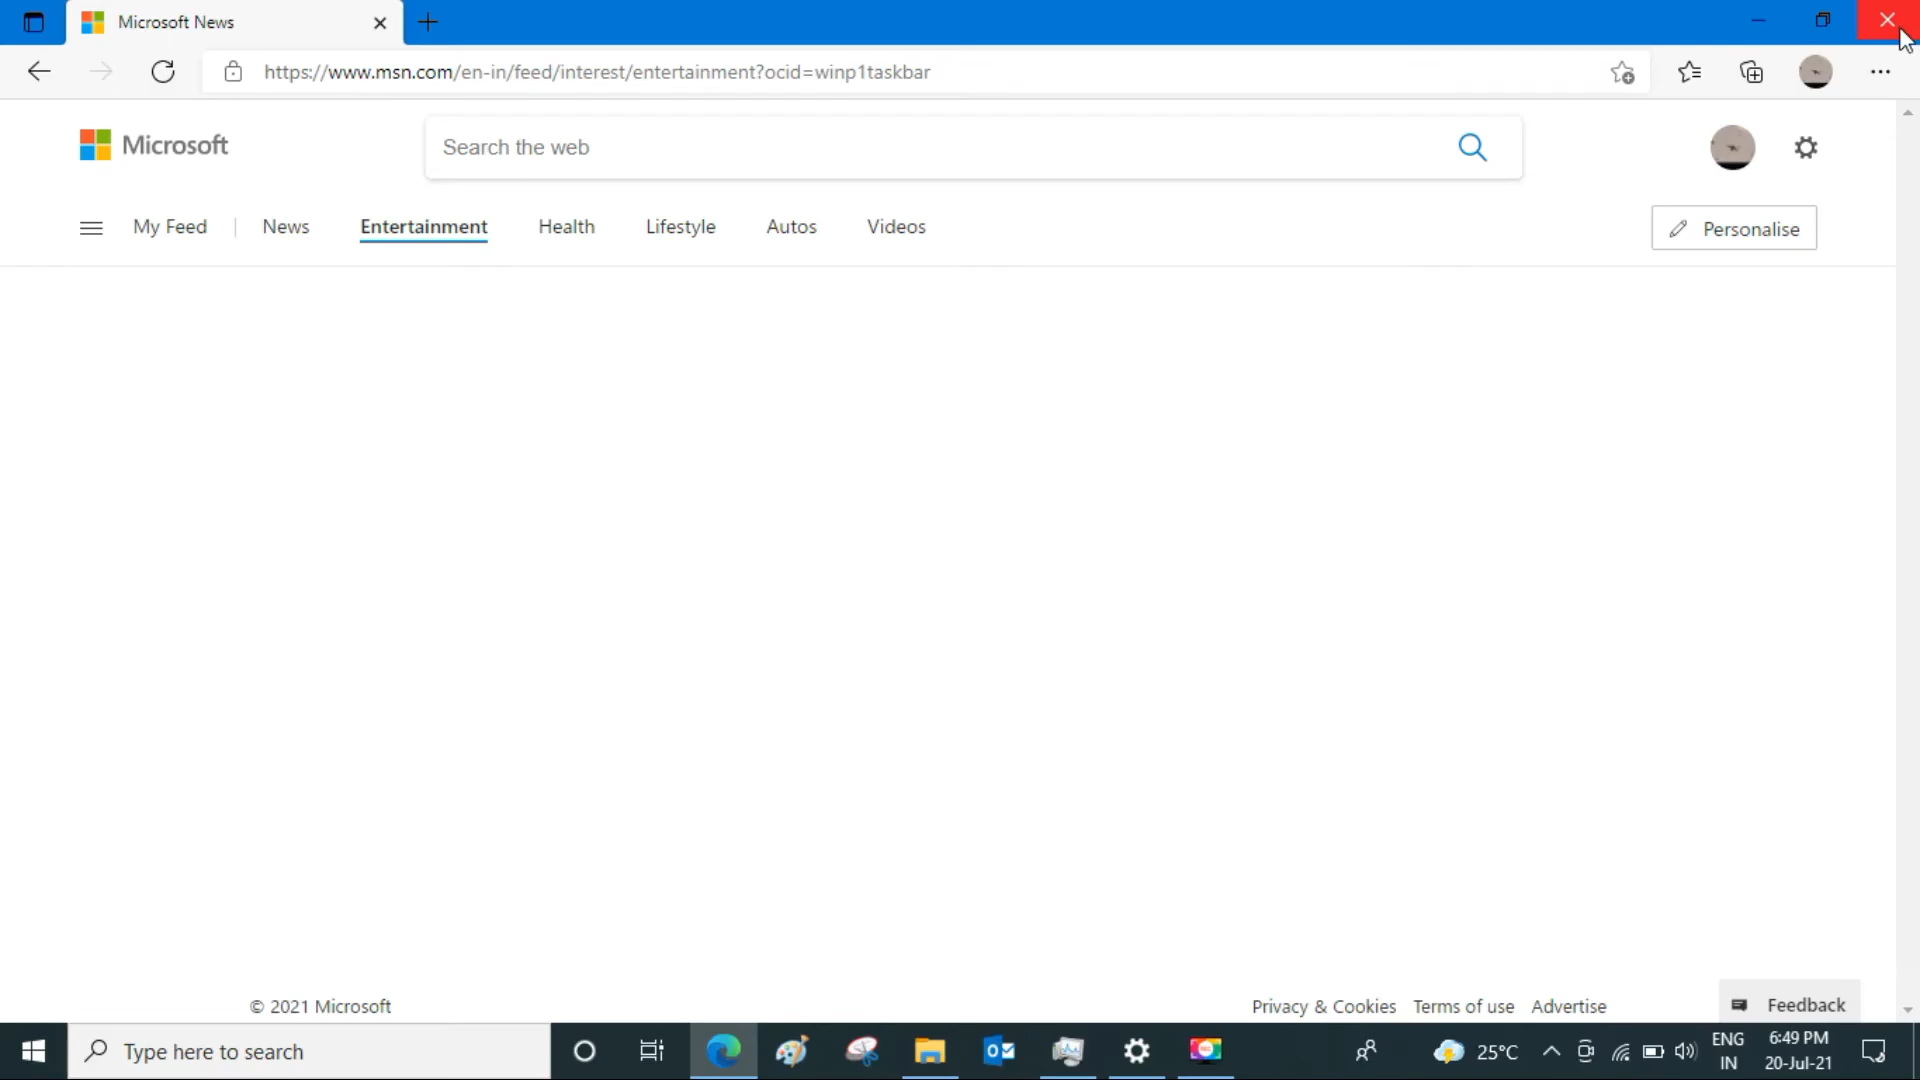 Microsoft News
https://www.msn.com/en-in/feed/interest/entertainment?ocid=winp1taskbar
Microsoft
Search the web
My Feed | News Entertainment Health Lifestyle Autos Videos Personalise
© 2021 Microsoft Privacy & Cookies Terms of use Advertise Feedback
Type here to search 25°C ENG 6:49 PM
IN 20-Jul-21